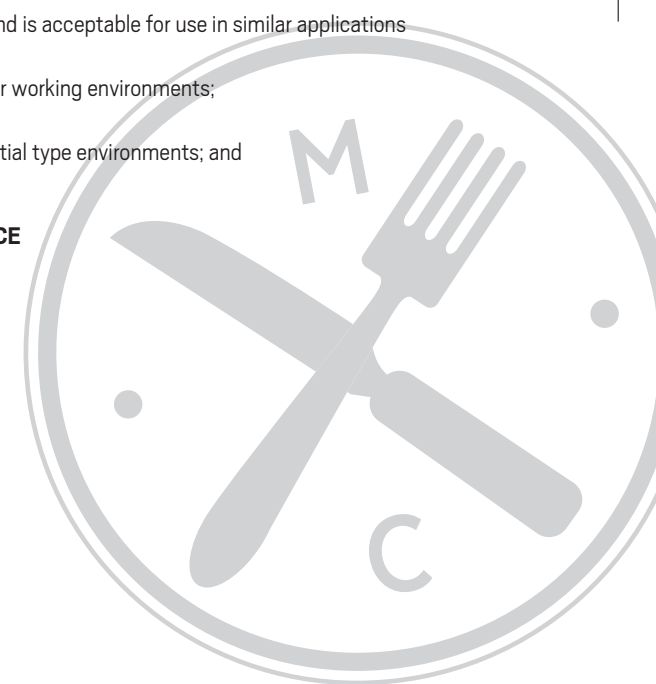 nd is acceptable for use in similar applications
r working environments;
tial type environments; and
CE
M
C